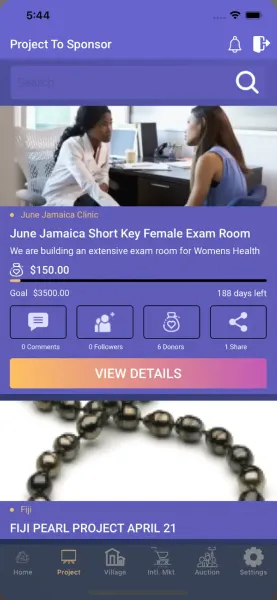 5:44
Project To Sponsor
Search
June Jamaica Clinic
June Jamaica Short Key Female Exam Room
We are building an extensive exam room for Womens Health
$150.00
Goal $3500.00
188 days left
0 Comments
0 Followers
6 Donors
1 Share
VIEW DETAILS
Fiji
FIJI PEARL PROJECT APRIL 21
Home
Project
Village
Intl. Mkt
Auction
Settings